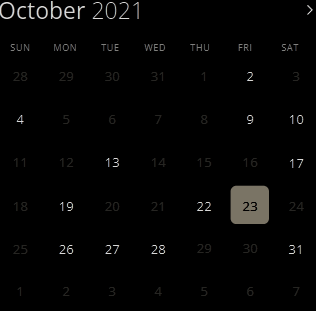 October 2021
SUN MON TUE WED THU FRI SAT
28 29 30 31 1 2 3
4 5 6 7 8 9 10
11 12 13 14 15 16 17
18 19 20 21 22 23 24
25 26 27 28 29 30 31
1 2 3 4 5 6 7